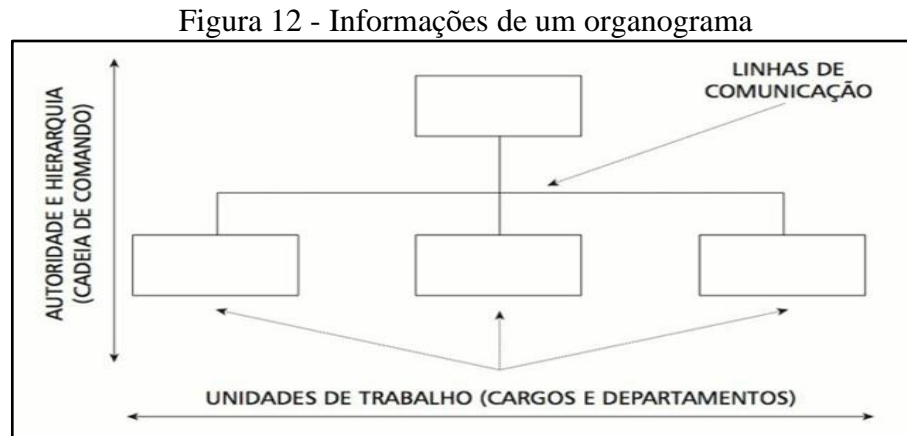 Figura 12 - Informações de um organograma
LINHAS DE
COMUNICAÇÃO
AUTORIDADE E HIERARQUIA
(CADEIA DE COMANDO)
UNIDADES DE TRABALHO (CARGOS E DEPARTAMENTOS)